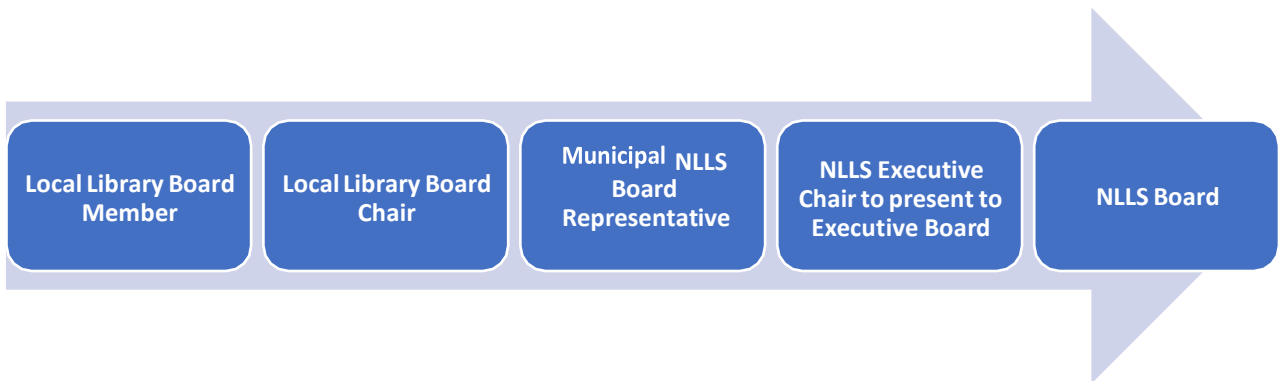 Local Library Board
Member
Local Library Board
Chair
Municipal NLLS
Board
Representative
NLLS Executive
Chair to present to
Executive Board
NLLS Board